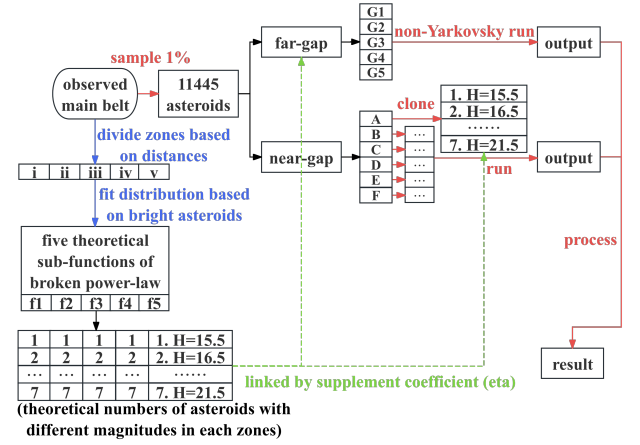 sample 1%
observed
main belt
11445
asteroids
far-gap
G1
G2
G3
G4
G5
non-Yarkovsky run
output
near-gap
A
B
C
D
E
F
...
...
...
...
...
clone
1. H=15.5
2. H=16.5
......
7. H=21.5
run
output
process
result
divide zones based
on distances
i ii iii iv v
fit distribution based
on bright asteroids
five theoretical
sub-functions of
broken power-law
f1 f2 f3 f4 f5
1 1 1 1 1. H=15.5
2 2 2 2 2. H=16.5
... ... ... ... ......
7 7 7 7 7. H=21.5
(theoretical numbers of asteroids with
different magnitudes in each zones)
linked by supplement coefficient (eta)